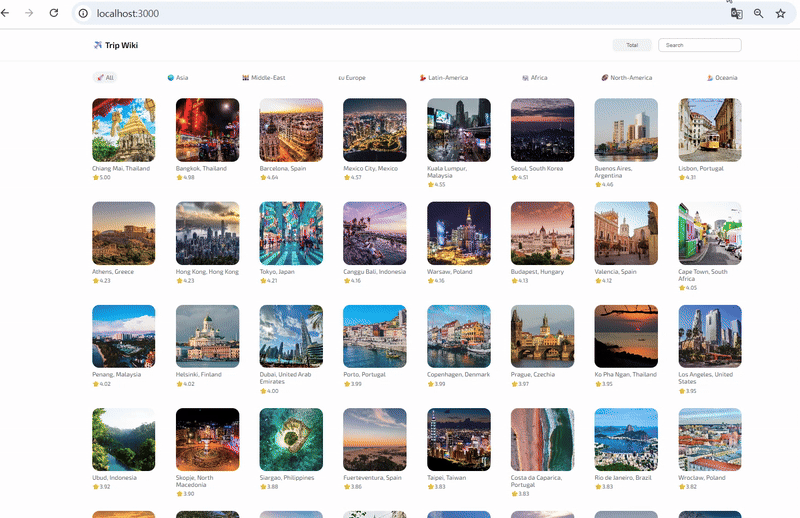 localhost:3000
Trip Wiki
Total
Search
All
Asia
Middle-East
EU Europe
Latin-America
Africa
North-America
Oceania
Chiang Mai, Thailand
5.00
Bangkok, Thailand
4.98
Barcelona, Spain
4.64
Mexico City, Mexico
4.57
Kuala Lumpur,
Malaysia
4.55
Seoul, South Korea
4.51
Buenos Aires,
Argentina
4.46
Lisbon, Portugal
4.31
Athens, Greece
4.23
Hong Kong, Hong Kong
4.23
Tokyo, Japan
4.21
Canggu Bali, Indonesia
4.16
Warsaw, Poland
4.16
Budapest, Hungary
4.13
Valencia, Spain
4.12
Cape Town, South
Africa
4.05
Penang, Malaysia
4.02
Helsinki, Finland
4.02
Dubai, United Arab
Emirates
4.00
Porto, Portugal
3.99
Copenhagen, Denmark
3.99
Prague, Czechia
3.97
Ko Pha Ngan, Thailand
3.95
Los Angeles, United
States
3.95
Ubud, Indonesia
3.92
Skopje, North
Macedonia
3.90
Siargao, Philippines
3.88
Fuerteventura, Spain
3.86
Taipei, Taiwan
3.83
Costa da Caparica,
Portugal
3.83
Rio de Janeiro, Brazil
3.83
Wroclaw, Poland
3.82